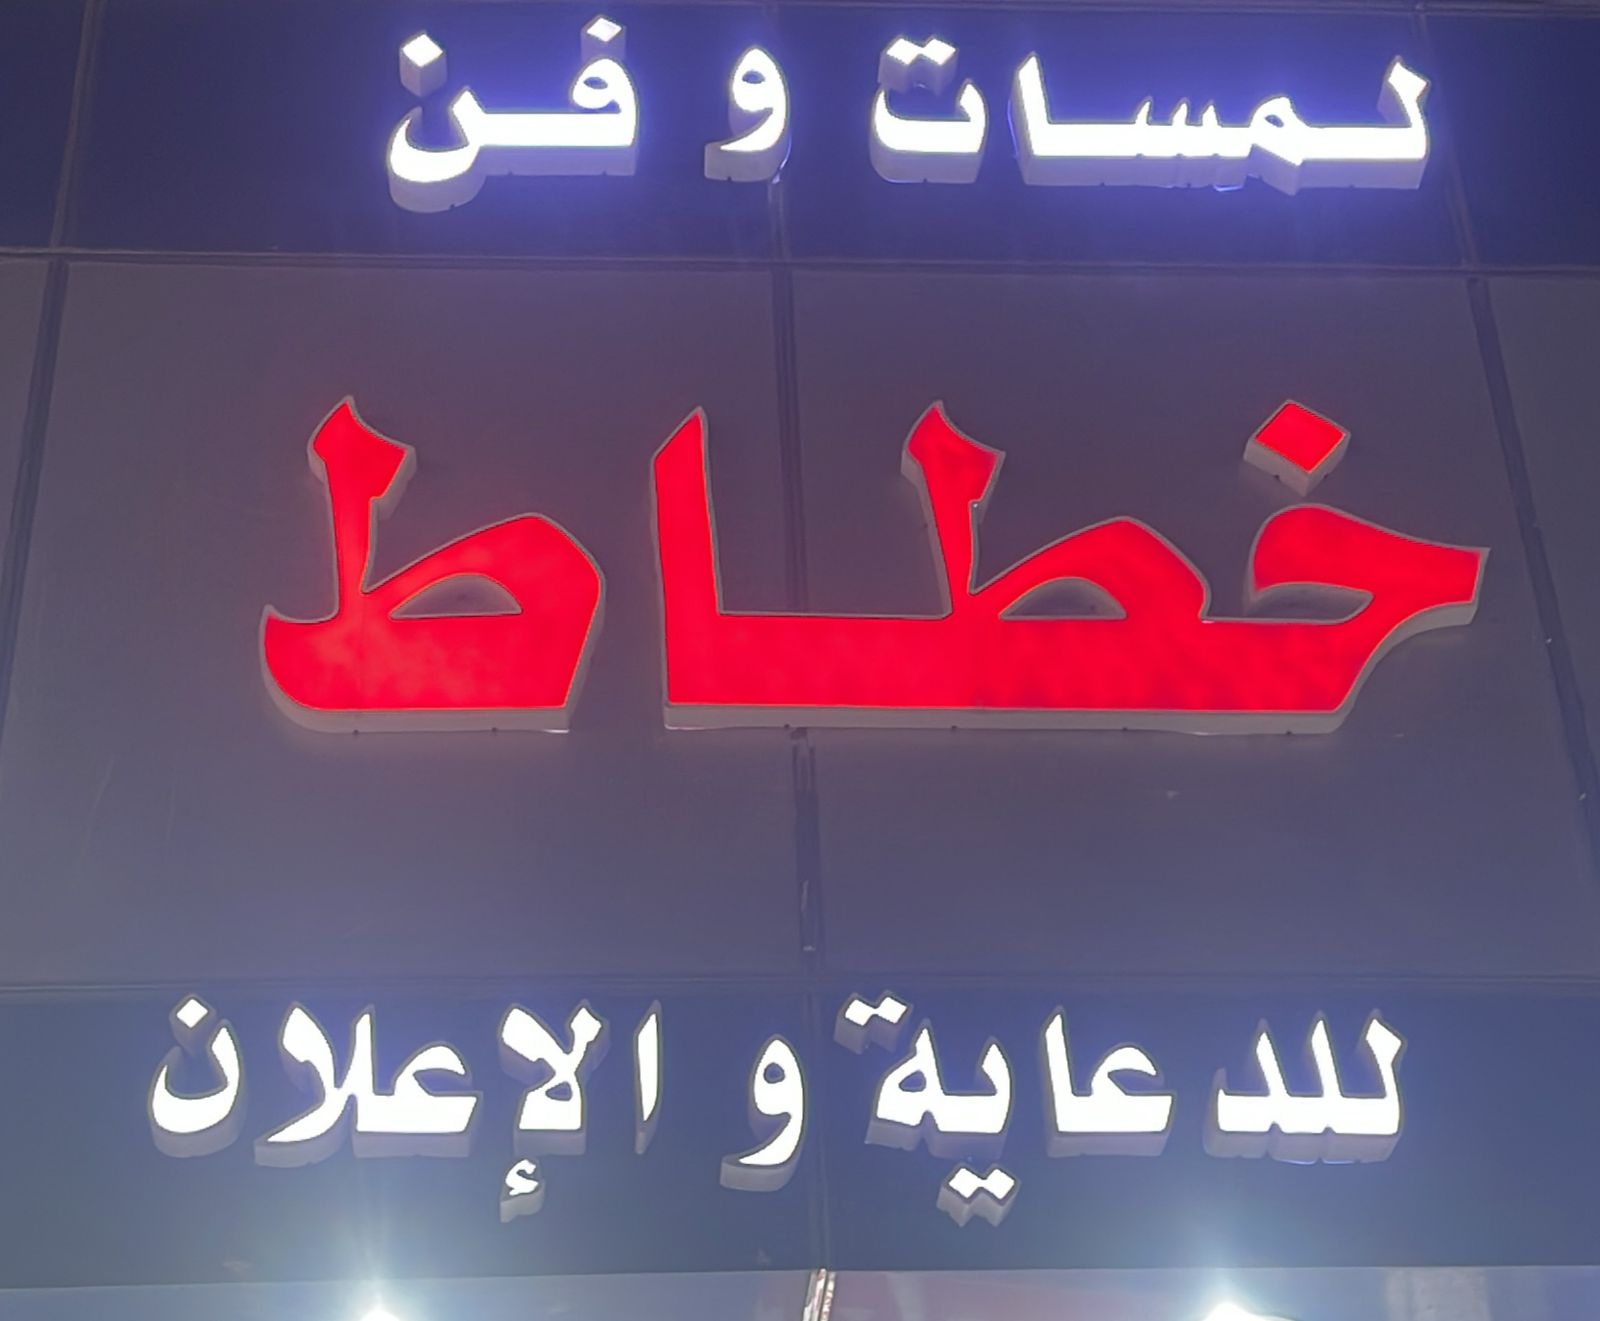 لمسات و فن
خطاط
للدعاية و الإعلان